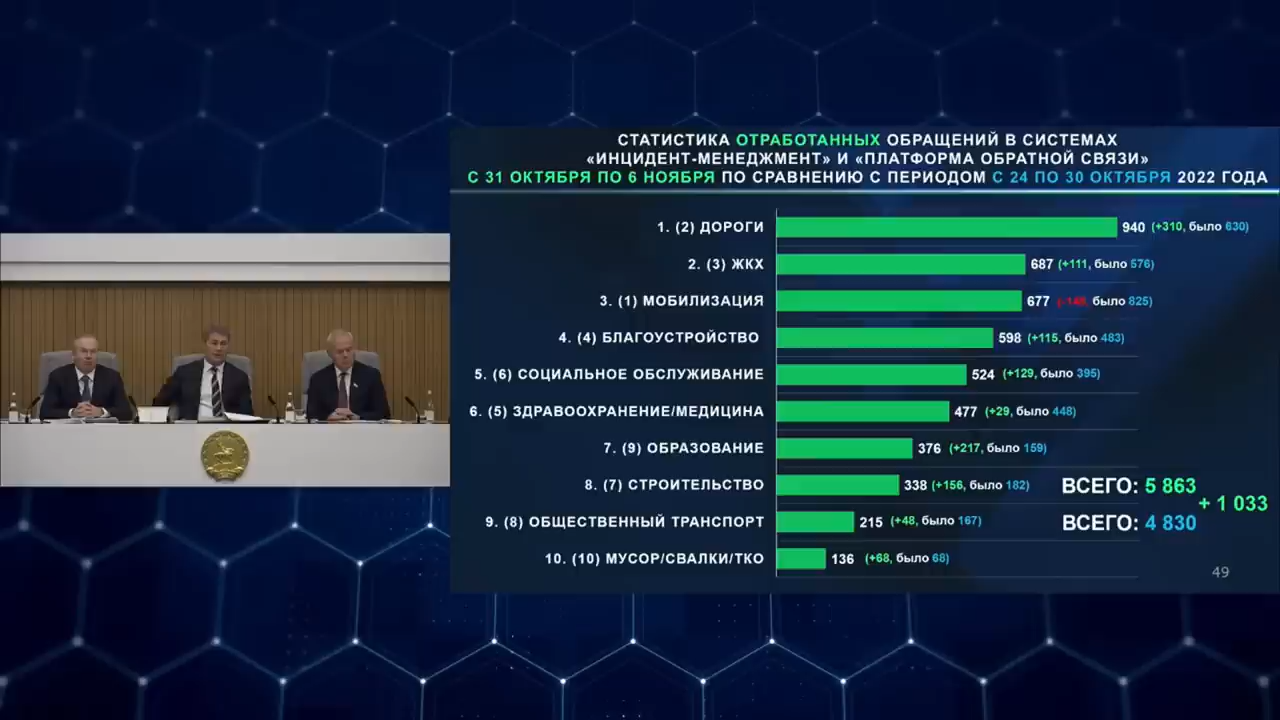 СТАТИСТИКА ОТРАБОТАННЫХ ОБРАЩЕНИЙ В СИСТЕМАХ
«ИНЦИДЕНТ-МЕНЕДЖМЕНТ» И «ПЛАТФОРМА ОБРАТНОЙ СВЯЗИ»
С 31 ОКТЯБРЯ ПО 6 НОЯБРЯ ПО СРАВНЕНИЮ С ПЕРИОДОМ С 24 ПО 30 ОКТЯБРЯ 2022 ГОДА
1. (2) ДОРОГИ 940 (+310, было 630)
2. (3) ЖКХ 687 (+111, было 576)
3. (1) МОБИЛИЗАЦИЯ 677 (-148, было 825)
4. (4) БЛАГОУСТРОЙСТВО 598 (+115, было 483)
5. (6) СОЦИАЛЬНОЕ ОБСЛУЖИВАНИЕ 524 (+129, было 395)
6. (5) ЗДРАВООХРАНЕНИЕ/МЕДИЦИНА 477 (+29, было 448)
7. (9) ОБРАЗОВАНИЕ 376 (+217, было 159)
8. (7) СТРОИТЕЛЬСТВО 338 (+156, было 182)
ВСЕГО: 5 863
+ 1 033
9. (8) ОБЩЕСТВЕННЫЙ ТРАНСПОРТ 215 (+48, было 167)
ВСЕГО: 4 830
10. (10) МУСОР/СВАЛКИ/ТКО 136 (+68, было 68)
49